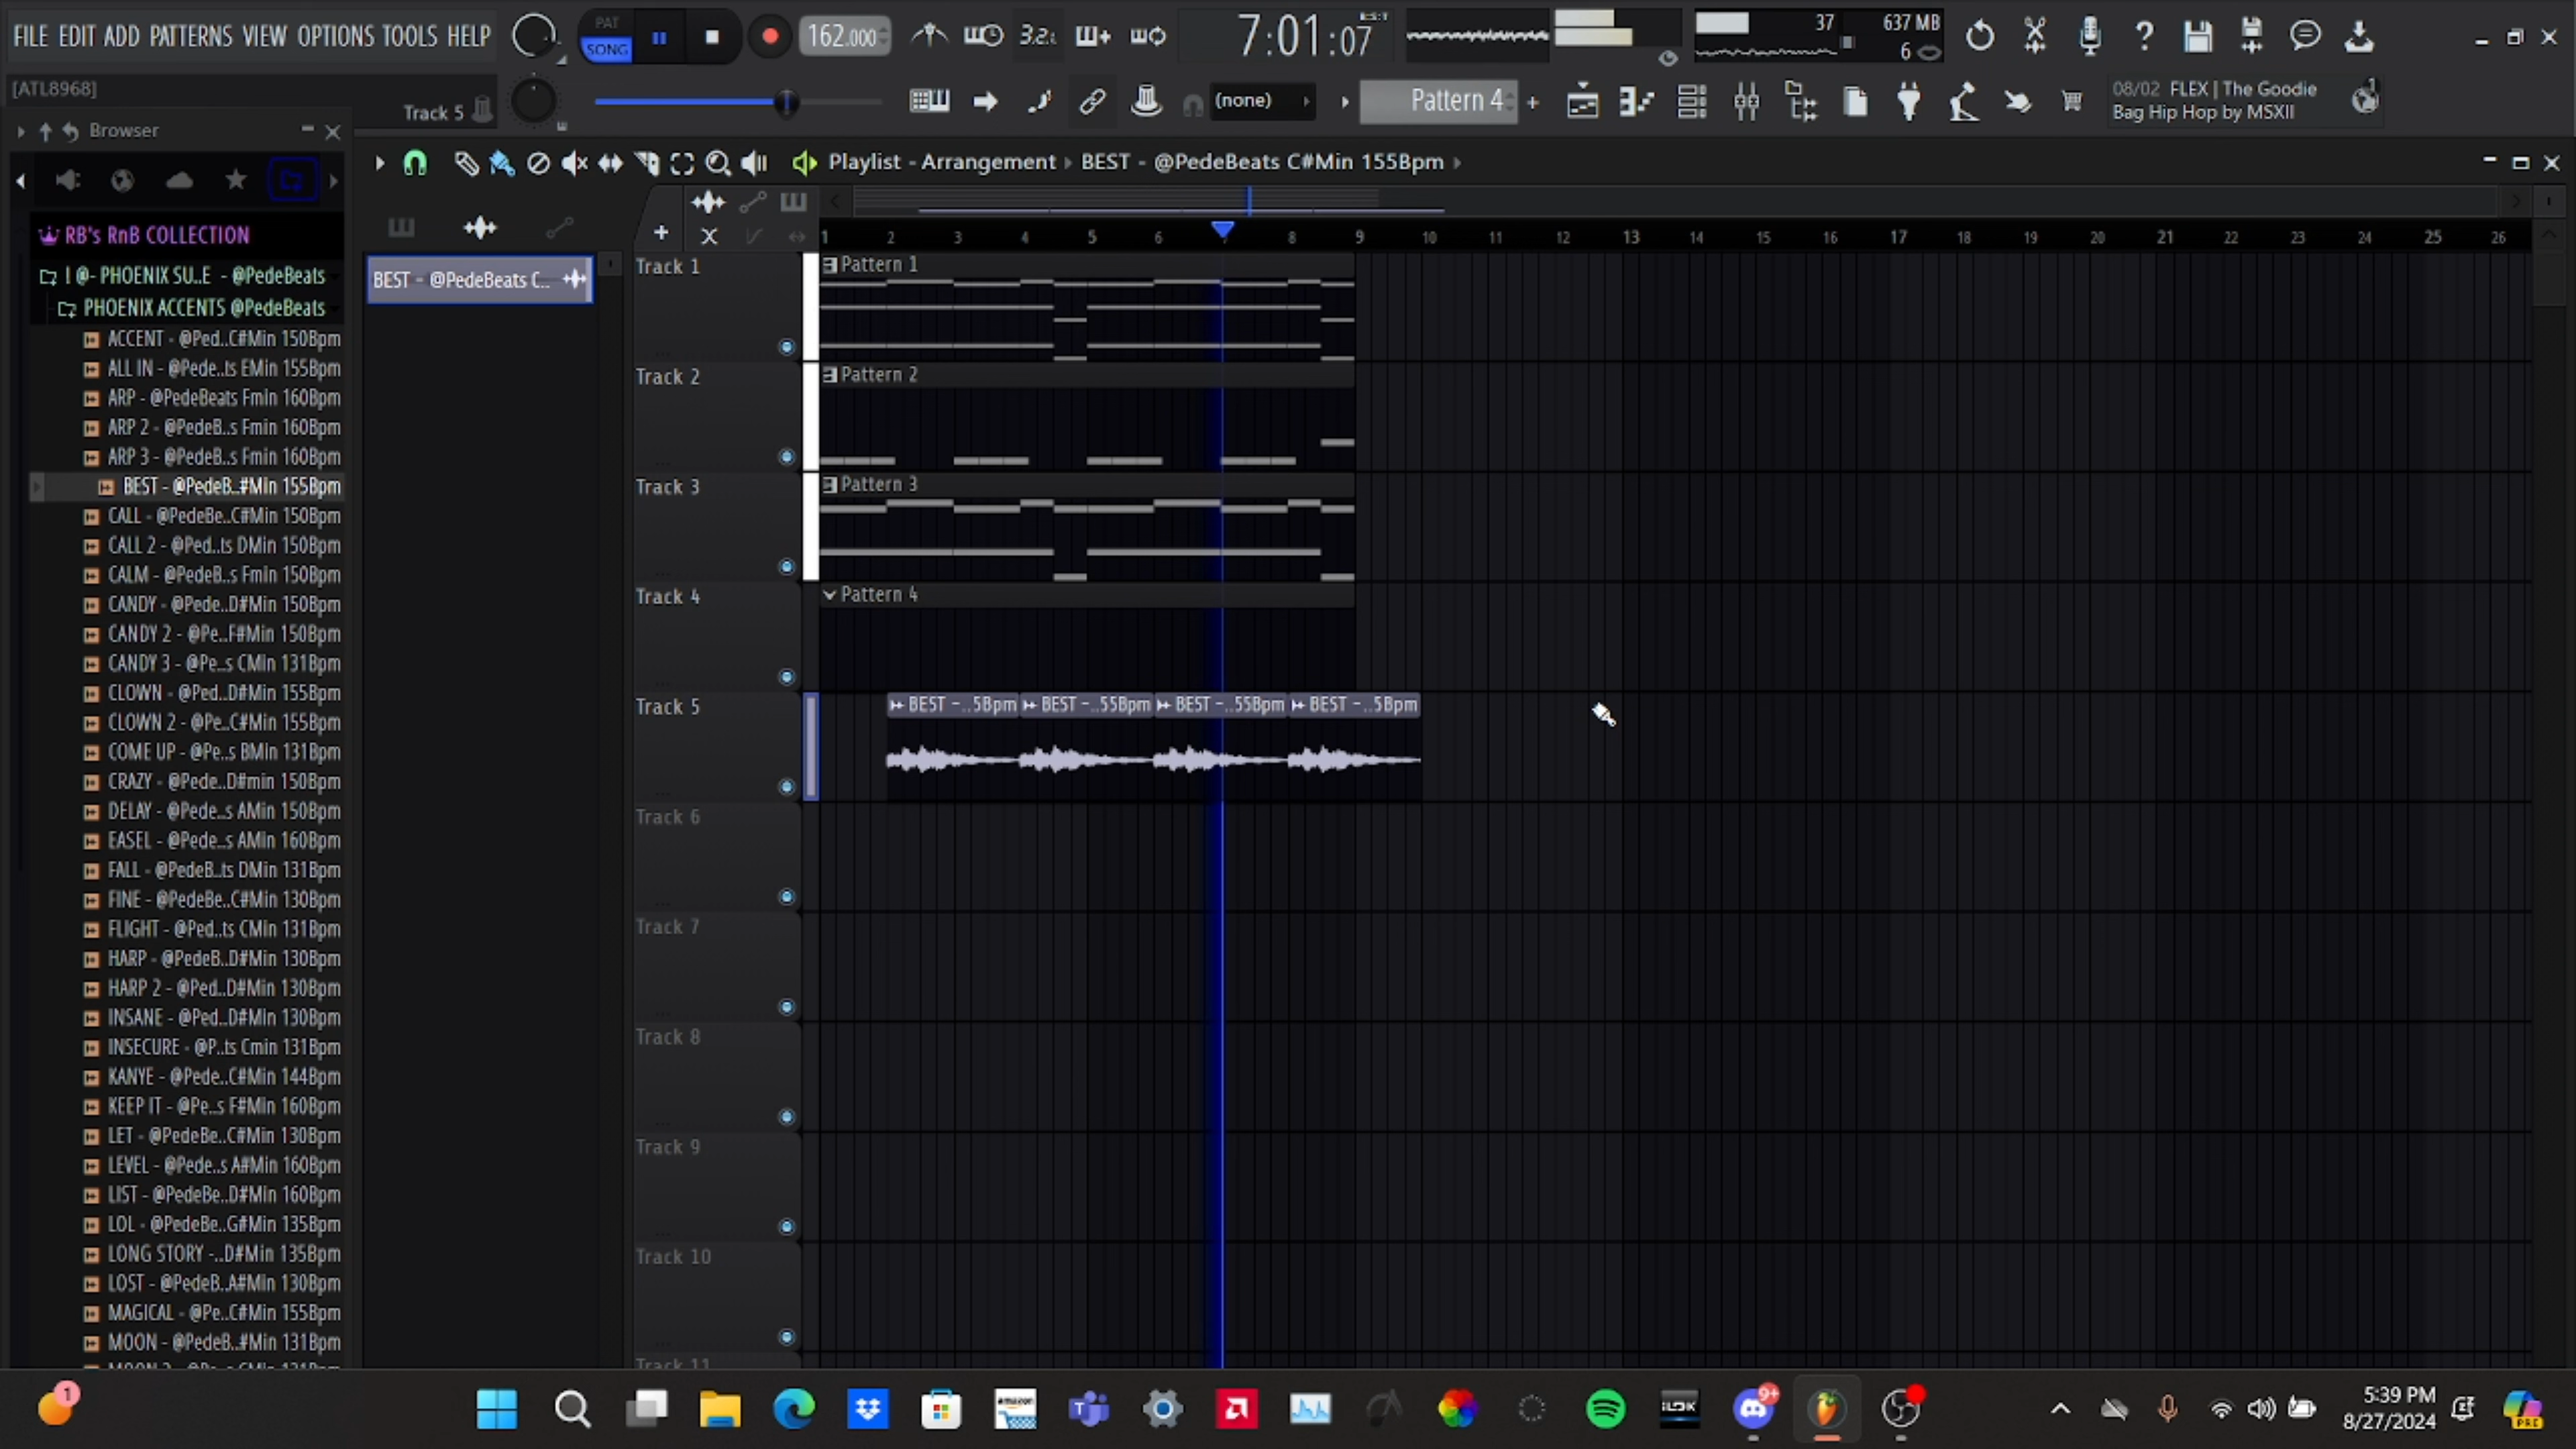 FILE EDIT ADD PATTERNS VIEW OPTIONS TOOLS HELP
PAT
SONG
162.000
3.2.
7:01:07
B:S:T
37
637 MB
6
[ATL8968]
Track 5
(none)
Pattern 4
08/02 FLEX | The Goodie
Bag Hip Hop by MSXII
Browser
Playlist - Arrangement › BEST - @PedeBeats C#Min 155Bpm
RB's RnB COLLECTION
I @- PHOENIX SU..E - @PedeBeats
PHOENIX ACCENTS @PedeBeats
ACCENT - @Ped..C#Min 150Bpm
ALL IN - @Pede..ts EMin 155Bpm
ARP - @PedeBeats Fmin 160Bpm
ARP 2 - @PedeB..s Fmin 160Bpm
ARP 3 - @PedeB..s Fmin 160Bpm
BEST - @PedeB..#Min 155Bpm
CALL - @PedeBe..C#Min 150Bpm
CALL 2 - @Ped..ts DMin 150Bpm
CALM - @PedeB..s Fmin 150Bpm
CANDY - @Pede..D#Min 150Bpm
CANDY 2 - @Pe..F#Min 150Bpm
CANDY 3 - @Pe..s CMin 131Bpm
CLOWN - @Ped..D#Min 155Bpm
CLOWN 2 - @Pe..C#Min 155Bpm
COME UP - @Pe..s BMin 131Bpm
CRAZY - @Pede..D#min 150Bpm
DELAY - @Pede..s AMin 150Bpm
EASEL - @Pede..s AMin 160Bpm
FALL - @PedeB..ts DMin 131Bpm
FINE - @PedeBe..C#Min 130Bpm
FLIGHT - @Ped..ts CMin 131Bpm
HARP - @PedeB..D#Min 130Bpm
HARP 2 - @Ped..D#Min 130Bpm
INSANE - @Ped..D#Min 130Bpm
INSECURE - @P..ts Cmin 131Bpm
KANYE - @Pede..C#Min 144Bpm
KEEP IT - @Pe..s F#Min 160Bpm
LET - @PedeBe..C#Min 130Bpm
LEVEL - @Pede..s A#Min 160Bpm
LIST - @PedeBe..D#Min 160Bpm
LOL - @PedeBe..G#Min 135Bpm
LONG STORY -..D#Min 135Bpm
LOST - @PedeB..A#Min 130Bpm
MAGICAL - @Pe..C#Min 155Bpm
MOON - @PedeB..#Min 131Bpm
BEST - @PedeBeats C...
1 2 3 4 5 6 7 8 9 10 11 12 13 14 15 16 17 18 19 20 21 22 23 24 25 26
Track 1
Pattern 1
Track 2
Pattern 2
Track 3
Pattern 3
Track 4
Pattern 4
Track 5
BEST -..5Bpm BEST -..55Bpm BEST -..55Bpm BEST -..5Bpm
Track 6
Track 7
Track 8
Track 9
Track 10
Track 11
1
amazon
iLOK
9+
PRE
5:39 PM
8/27/2024